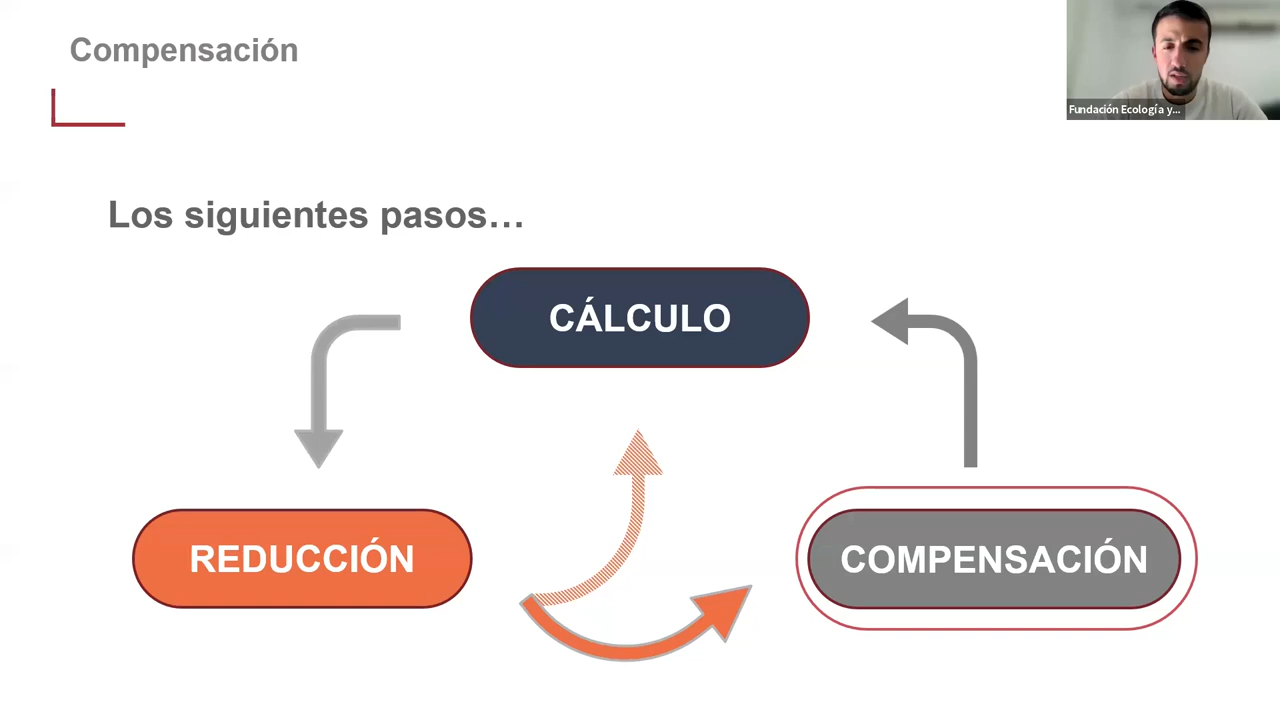 Compensación
Fundación Ecología y...
Los siguientes pasos…
CÁLCULO
REDUCCIÓN
COMPENSACIÓN